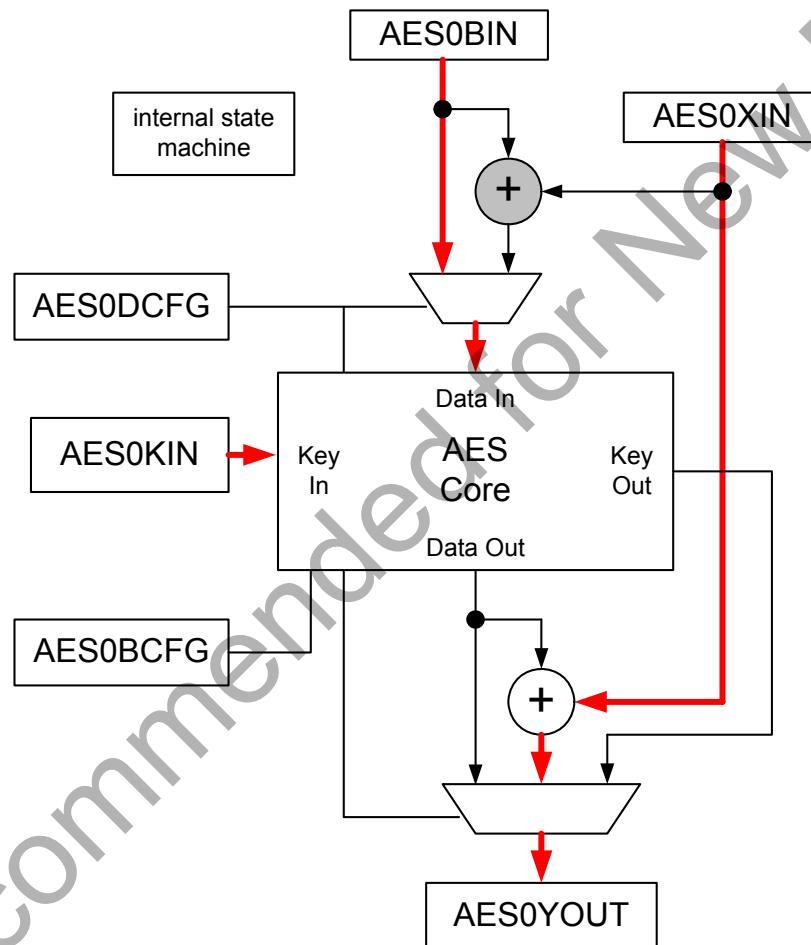 AES0BIN
internal state
machine
AES0XIN
+
AES0DCFG
Data In
AES0KIN
Key
In
AES
Core
Key
Out
Data Out
AES0BCFG
+
AES0YOUT
commended for New